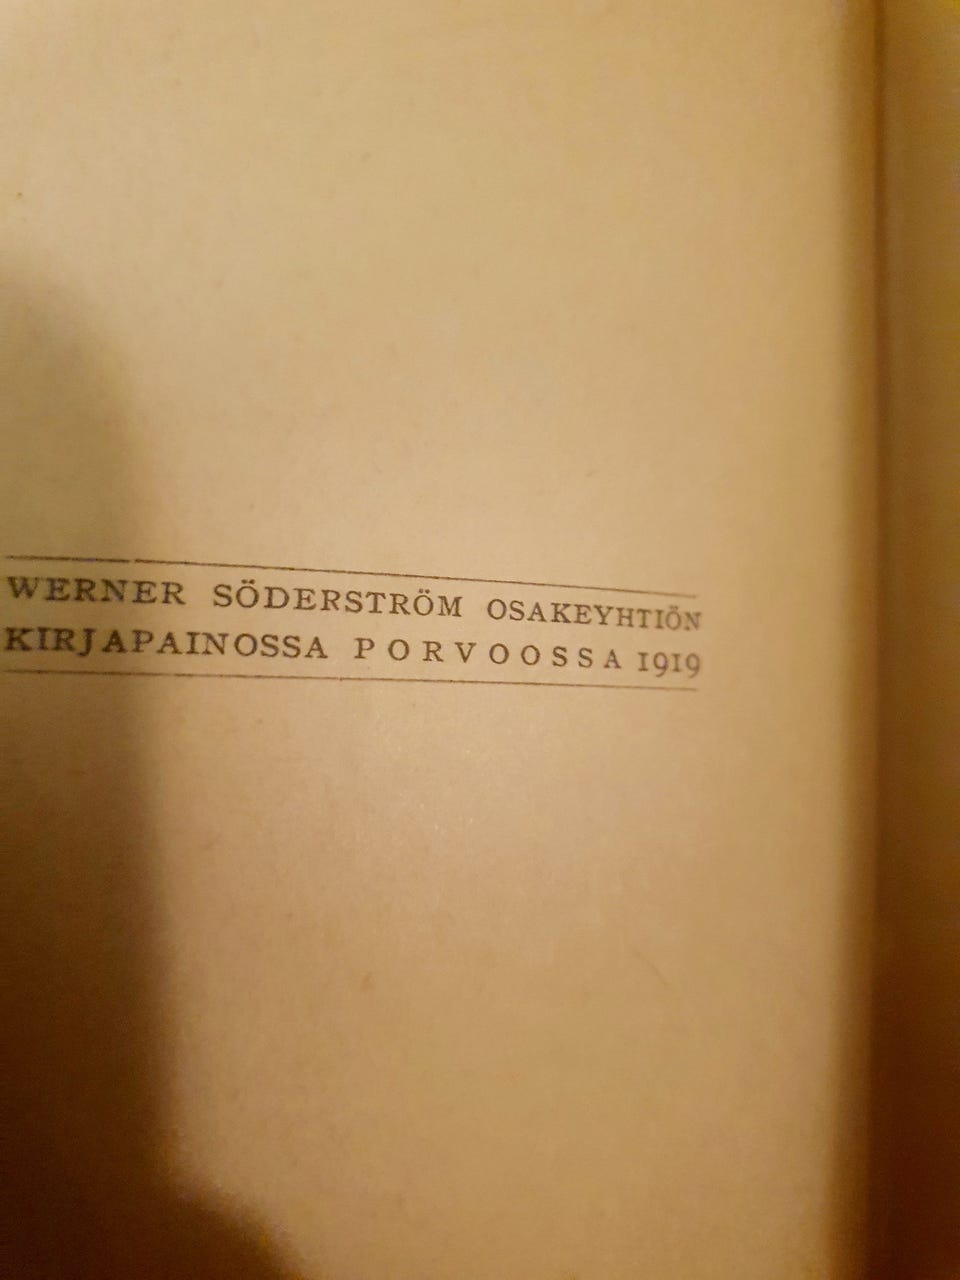 WERNER SÖDERSTRÖM OSAKEYHTIÖN
KIRJAPAINOSSA PORVOOSSA 1919